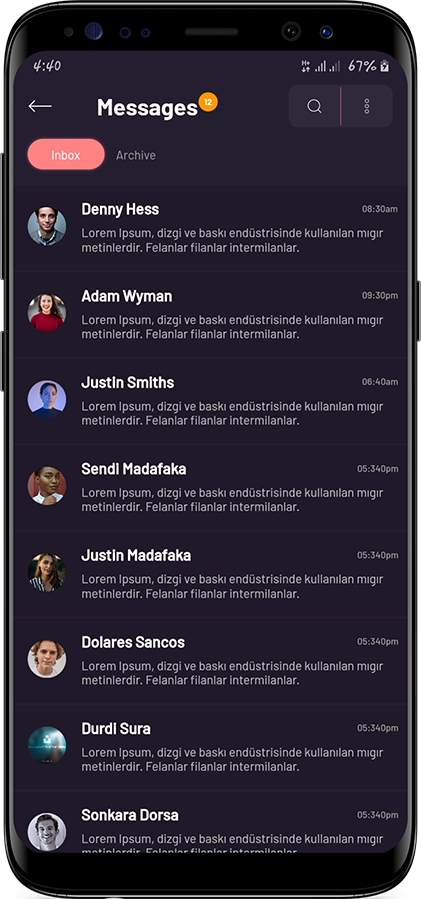 4:40
67%
Messages
12
Inbox
Archive
Denny Hess
08:30am
Lorem Ipsum, dizgi ve baskı endüstrisinde kullanılan mıgır
metinlerdir. Felanlar filanlar intermilanlar.
Adam Wyman
09:30pm
Lorem Ipsum, dizgi ve baskı endüstrisinde kullanılan mıgır
metinlerdir. Felanlar filanlar intermilanlar.
Justin Smiths
06:40am
Lorem Ipsum, dizgi ve baskı endüstrisinde kullanılan mıgır
metinlerdir. Felanlar filanlar intermilanlar.
Sendi Madafaka
05:340pm
Lorem Ipsum, dizgi ve baskı endüstrisinde kullanılan mıgır
metinlerdir. Felanlar filanlar intermilanlar.
Justin Madafaka
05:340pm
Lorem Ipsum, dizgi ve baskı endüstrisinde kullanılan mıgır
metinlerdir. Felanlar filanlar intermilanlar.
Dolares Sancos
05:340pm
Lorem Ipsum, dizgi ve baskı endüstrisinde kullanılan mıgır
metinlerdir. Felanlar filanlar intermilanlar.
Durdi Sura
05:340pm
Lorem Ipsum, dizgi ve baskı endüstrisinde kullanılan mıgır
metinlerdir. Felanlar filanlar intermilanlar.
Sonkara Dorsa
05:340pm
Lorem Ipsum, dizgi ve baskı endüstrisinde kullanılan mıgır
metinlerdir. Felanlar filanlar intermilanlar.